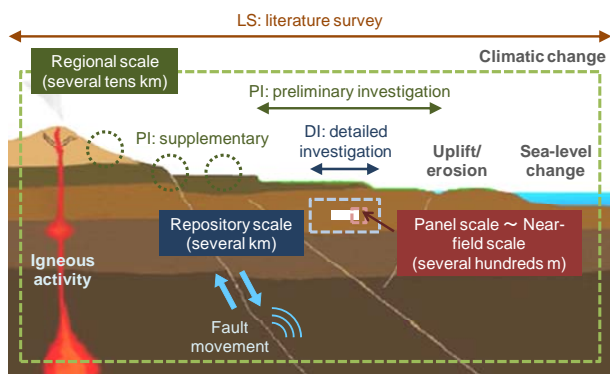 LS: literature survey
Climatic change
Regional scale
(several tens km)
PI: preliminary investigation
PI: supplementary
DI: detailed
investigation
Uplift/
erosion
Sea-level
change
Repository scale
(several km)
Panel scale ～ Near-
field scale
(several hundreds m)
Igneous
activity
Fault
movement